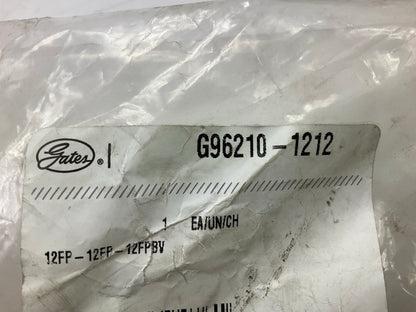 Gates ® G96210-1212
1 EA/UN/CH
12FP-12FP-12FPBV